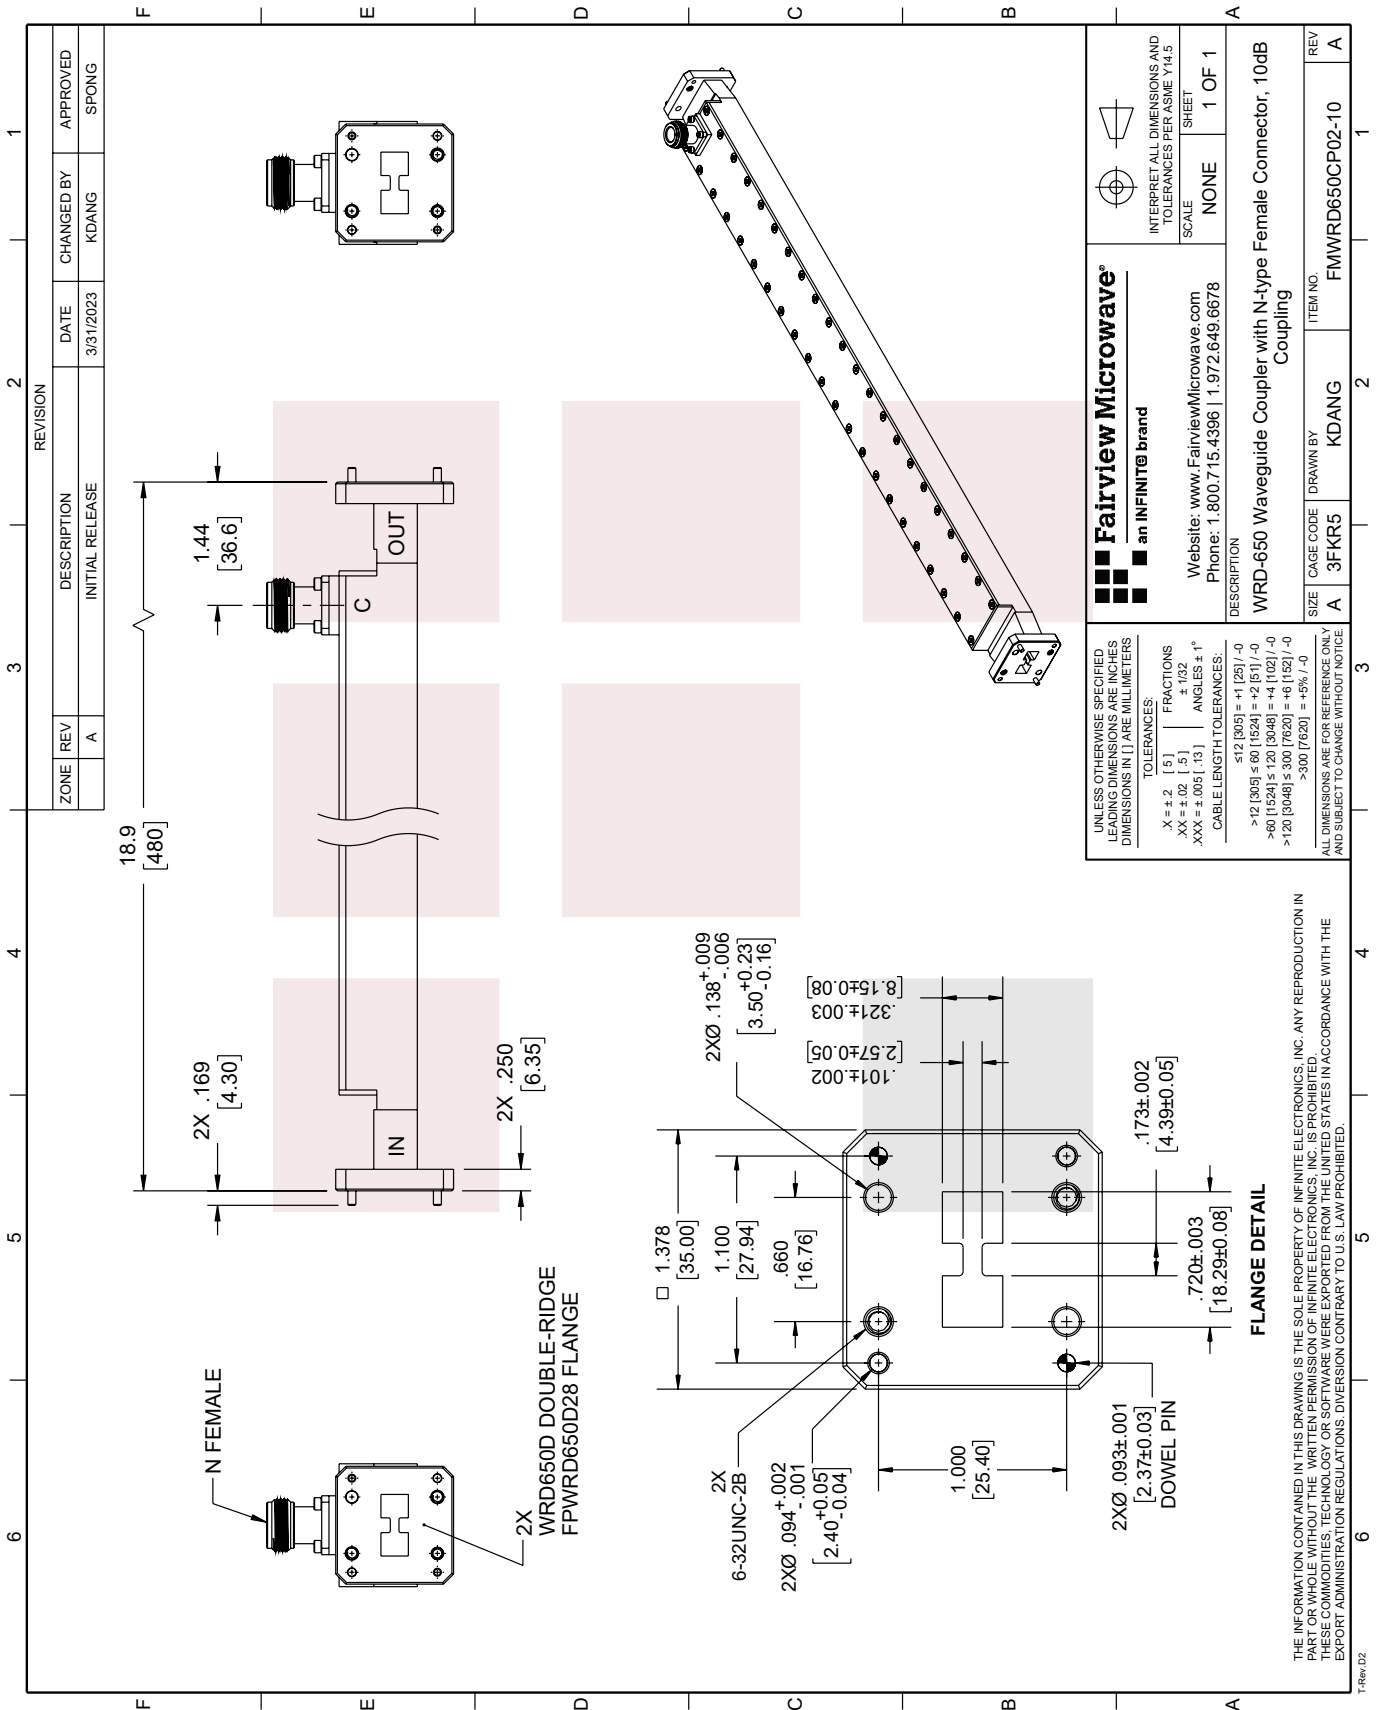 6
5
4
3
2
1
F
E
D
C
B
A
REVISION
ZONE
REV
DESCRIPTION
DATE
CHANGED BY
APPROVED
A
INITIAL RELEASE
3/31/2023
KDANG
SPONG
18.9
[480]
1.44
[36.6]
2X .169
[4.30]
2X .250
[6.35]
IN
C
OUT
N FEMALE
2X
WRD650D DOUBLE-RIDGE
FPWRD650D28 FLANGE
□ 1.378
[35.00]
1.100
[27.94]
.660
[16.76]
2XØ .138 +.009 -.006
[3.50 +0.23 -0.16]
.321±.003
[8.15±0.08]
.101±.002
[2.57±0.05]
2X
6-32UNC-2B
2XØ .094 +.002 -.001
[2.40 +0.05 -0.04]
1.000
[25.40]
2XØ .093±.001
[2.37±0.03]
DOWEL PIN
.173±.002
[4.39±0.05]
.720±.003
[18.29±0.08]
FLANGE DETAIL
THE INFORMATION CONTAINED IN THIS DRAWING IS THE SOLE PROPERTY OF INFINITE ELECTRONICS, INC. ANY REPRODUCTION IN
PART OR WHOLE WITHOUT THE WRITTEN PERMISSION OF INFINITE ELECTRONICS, INC. IS PROHIBITED.
THESE COMMODITIES, TECHNOLOGY OR SOFTWARE WERE EXPORTED FROM THE UNITED STATES IN ACCORDANCE WITH THE
EXPORT ADMINISTRATION REGULATIONS. DIVERSION CONTRARY TO U.S. LAW PROHIBITED.
UNLESS OTHERWISE SPECIFIED
LEADING DIMENSIONS ARE INCHES
DIMENSIONS IN [ ] ARE MILLIMETERS
TOLERANCES:
.X = ± .2 [ 5 ]
.XX = ± .02 [ .5 ]
.XXX = ± .005 [ .13 ]
FRACTIONS
± 1/32
ANGLES ± 1°
CABLE LENGTH TOLERANCES:
≤12 [305] = +1 [25] / -0
>12 [305] ≤ 60 [1524] = +2 [51] / -0
>60 [1524] ≤ 120 [3048] = +4 [102] / -0
>120 [3048] ≤ 300 [7620] = +6 [152] / -0
>300 [7620] = +5% / -0
ALL DIMENSIONS ARE FOR REFERENCE ONLY
AND SUBJECT TO CHANGE WITHOUT NOTICE.
Fairview Microwave®
an INFINIT@ brand
Website: www.FairviewMicrowave.com
Phone: 1.800.715.4396 | 1.972.649.6678
INTERPRET ALL DIMENSIONS AND
TOLERANCES PER ASME Y14.5
SCALE
NONE
SHEET
1 OF 1
DESCRIPTION
WRD-650 Waveguide Coupler with N-type Female Connector, 10dB
Coupling
SIZE
A
CAGE CODE
3FKR5
DRAWN BY
KDANG
ITEM NO.
FMWRD650CP02-10
REV
A
6
5
4
3
2
1
F
E
D
C
B
A
T-Rev.D2